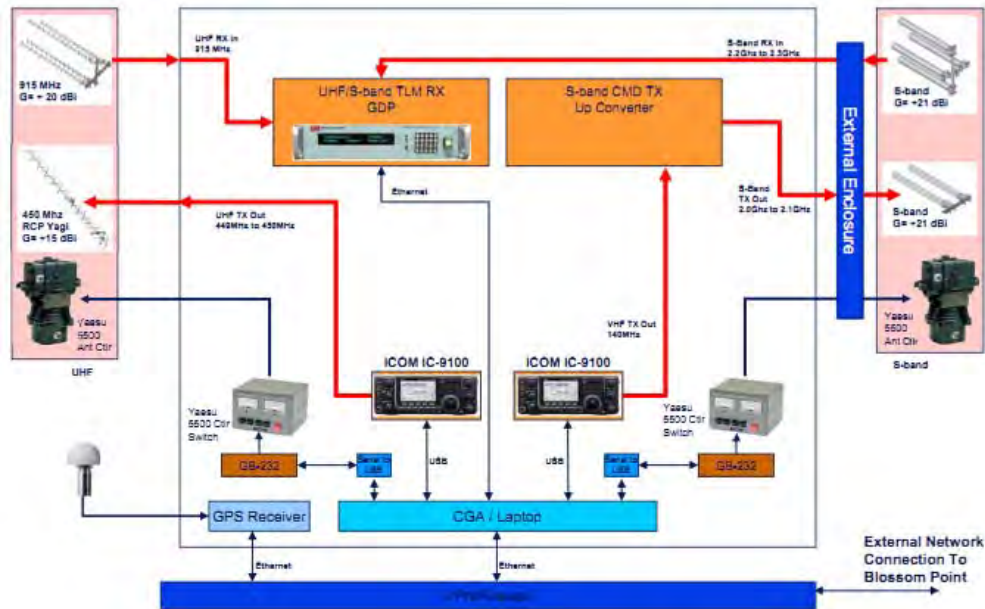 UHF RX In
915 MHz
S-Band RX In
2.2Ghz to 2.3GHz
915 MHz
G= + 20 dBi
UHF/S-band TLM RX
GDP
S-band CMD TX
Up Converter
S-band
G= +21 dBi
External Enclosure
Ethernet
S-Band
TX Out
2.0Ghz to 2.1GHz
450 Mhz
RCP Yagi
G= +15 dBi
UHF TX Out
449MHz to 450MHz
S-band
G= +21 dBi
Yaesu
5500
Ant Ctlr
UHF
VHF TX Out
140MHz
Yaesu
5500
Ant Ctlr
S-band
ICOM IC-9100
ICOM IC-9100
Yaesu
5500 Ctlr
Switch
Yaesu
5500 Ctlr
Switch
GS-232
Serial to
USB
USB
USB
Serial to
USB
GS-232
GPS Receiver
CGA / Laptop
Ethernet
Ethernet
External Network
Connection To
Blossom Point